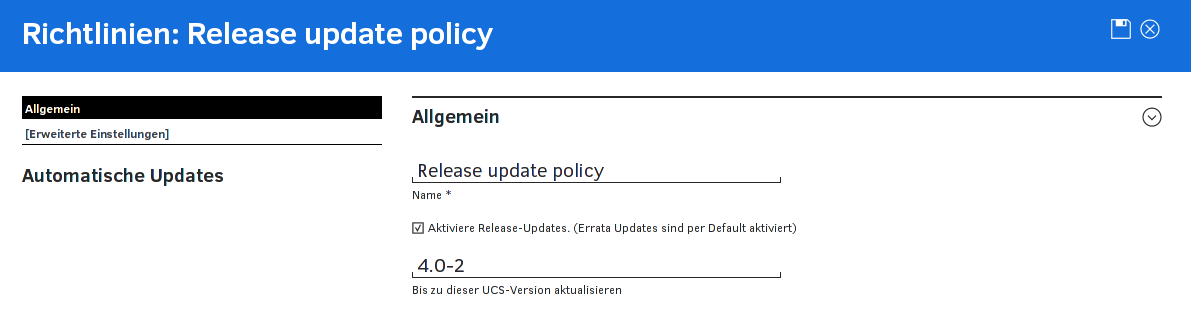 Richtlinien: Release update policy
Allgemein
[Erweiterte Einstellungen]
Automatische Updates
Allgemein
Release update policy
Name *
Aktiviere Release-Updates. (Errata Updates sind per Default aktiviert)
4.0-2
Bis zu dieser UCS-Version aktualisieren